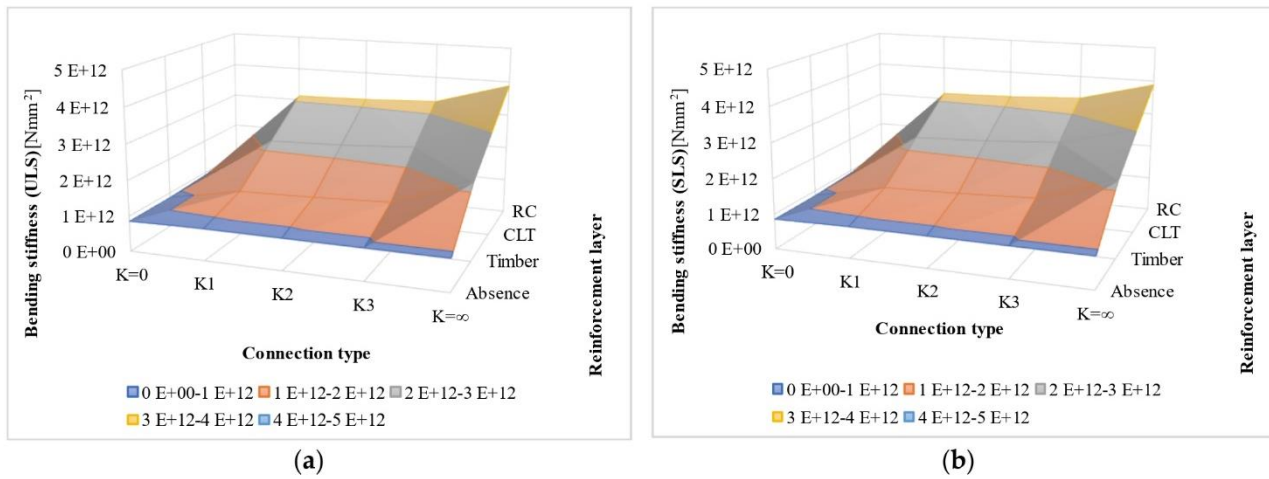 Bending stiffness (ULS)[Nmm²]
5 E+12
4 E+12
3 E+12
2 E+12
1 E+12
0 E+00
K=0
K1
K2
K3
K=∞
RC
CLT
Timber
Absence
Connection type
Reinforcement layer
0 E+00-1 E+12 1 E+12-2 E+12 2 E+12-3 E+12
3 E+12-4 E+12 4 E+12-5 E+12
(a)
Bending stiffness (SLS)[Nmm²]
5 E+12
4 E+12
3 E+12
2 E+12
1 E+12
0 E+00
K=0
K1
K2
K3
K=∞
RC
CLT
Timber
Absence
Connection type
Reinforcement layer
0 E+00-1 E+12 1 E+12-2 E+12 2 E+12-3 E+12
3 E+12-4 E+12 4 E+12-5 E+12
(b)